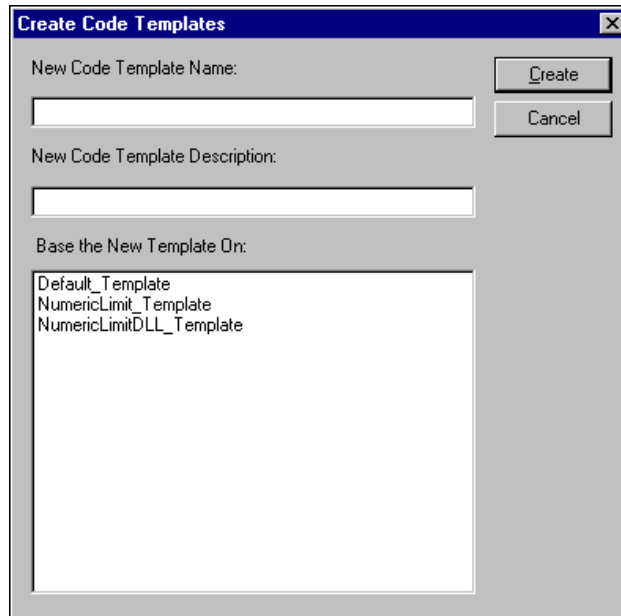 Create Code Templates
New Code Template Name:
Create
Cancel
New Code Template Description:
Base the New Template On:
Default_Template
NumericLimit_Template
NumericLimitDLL_Template